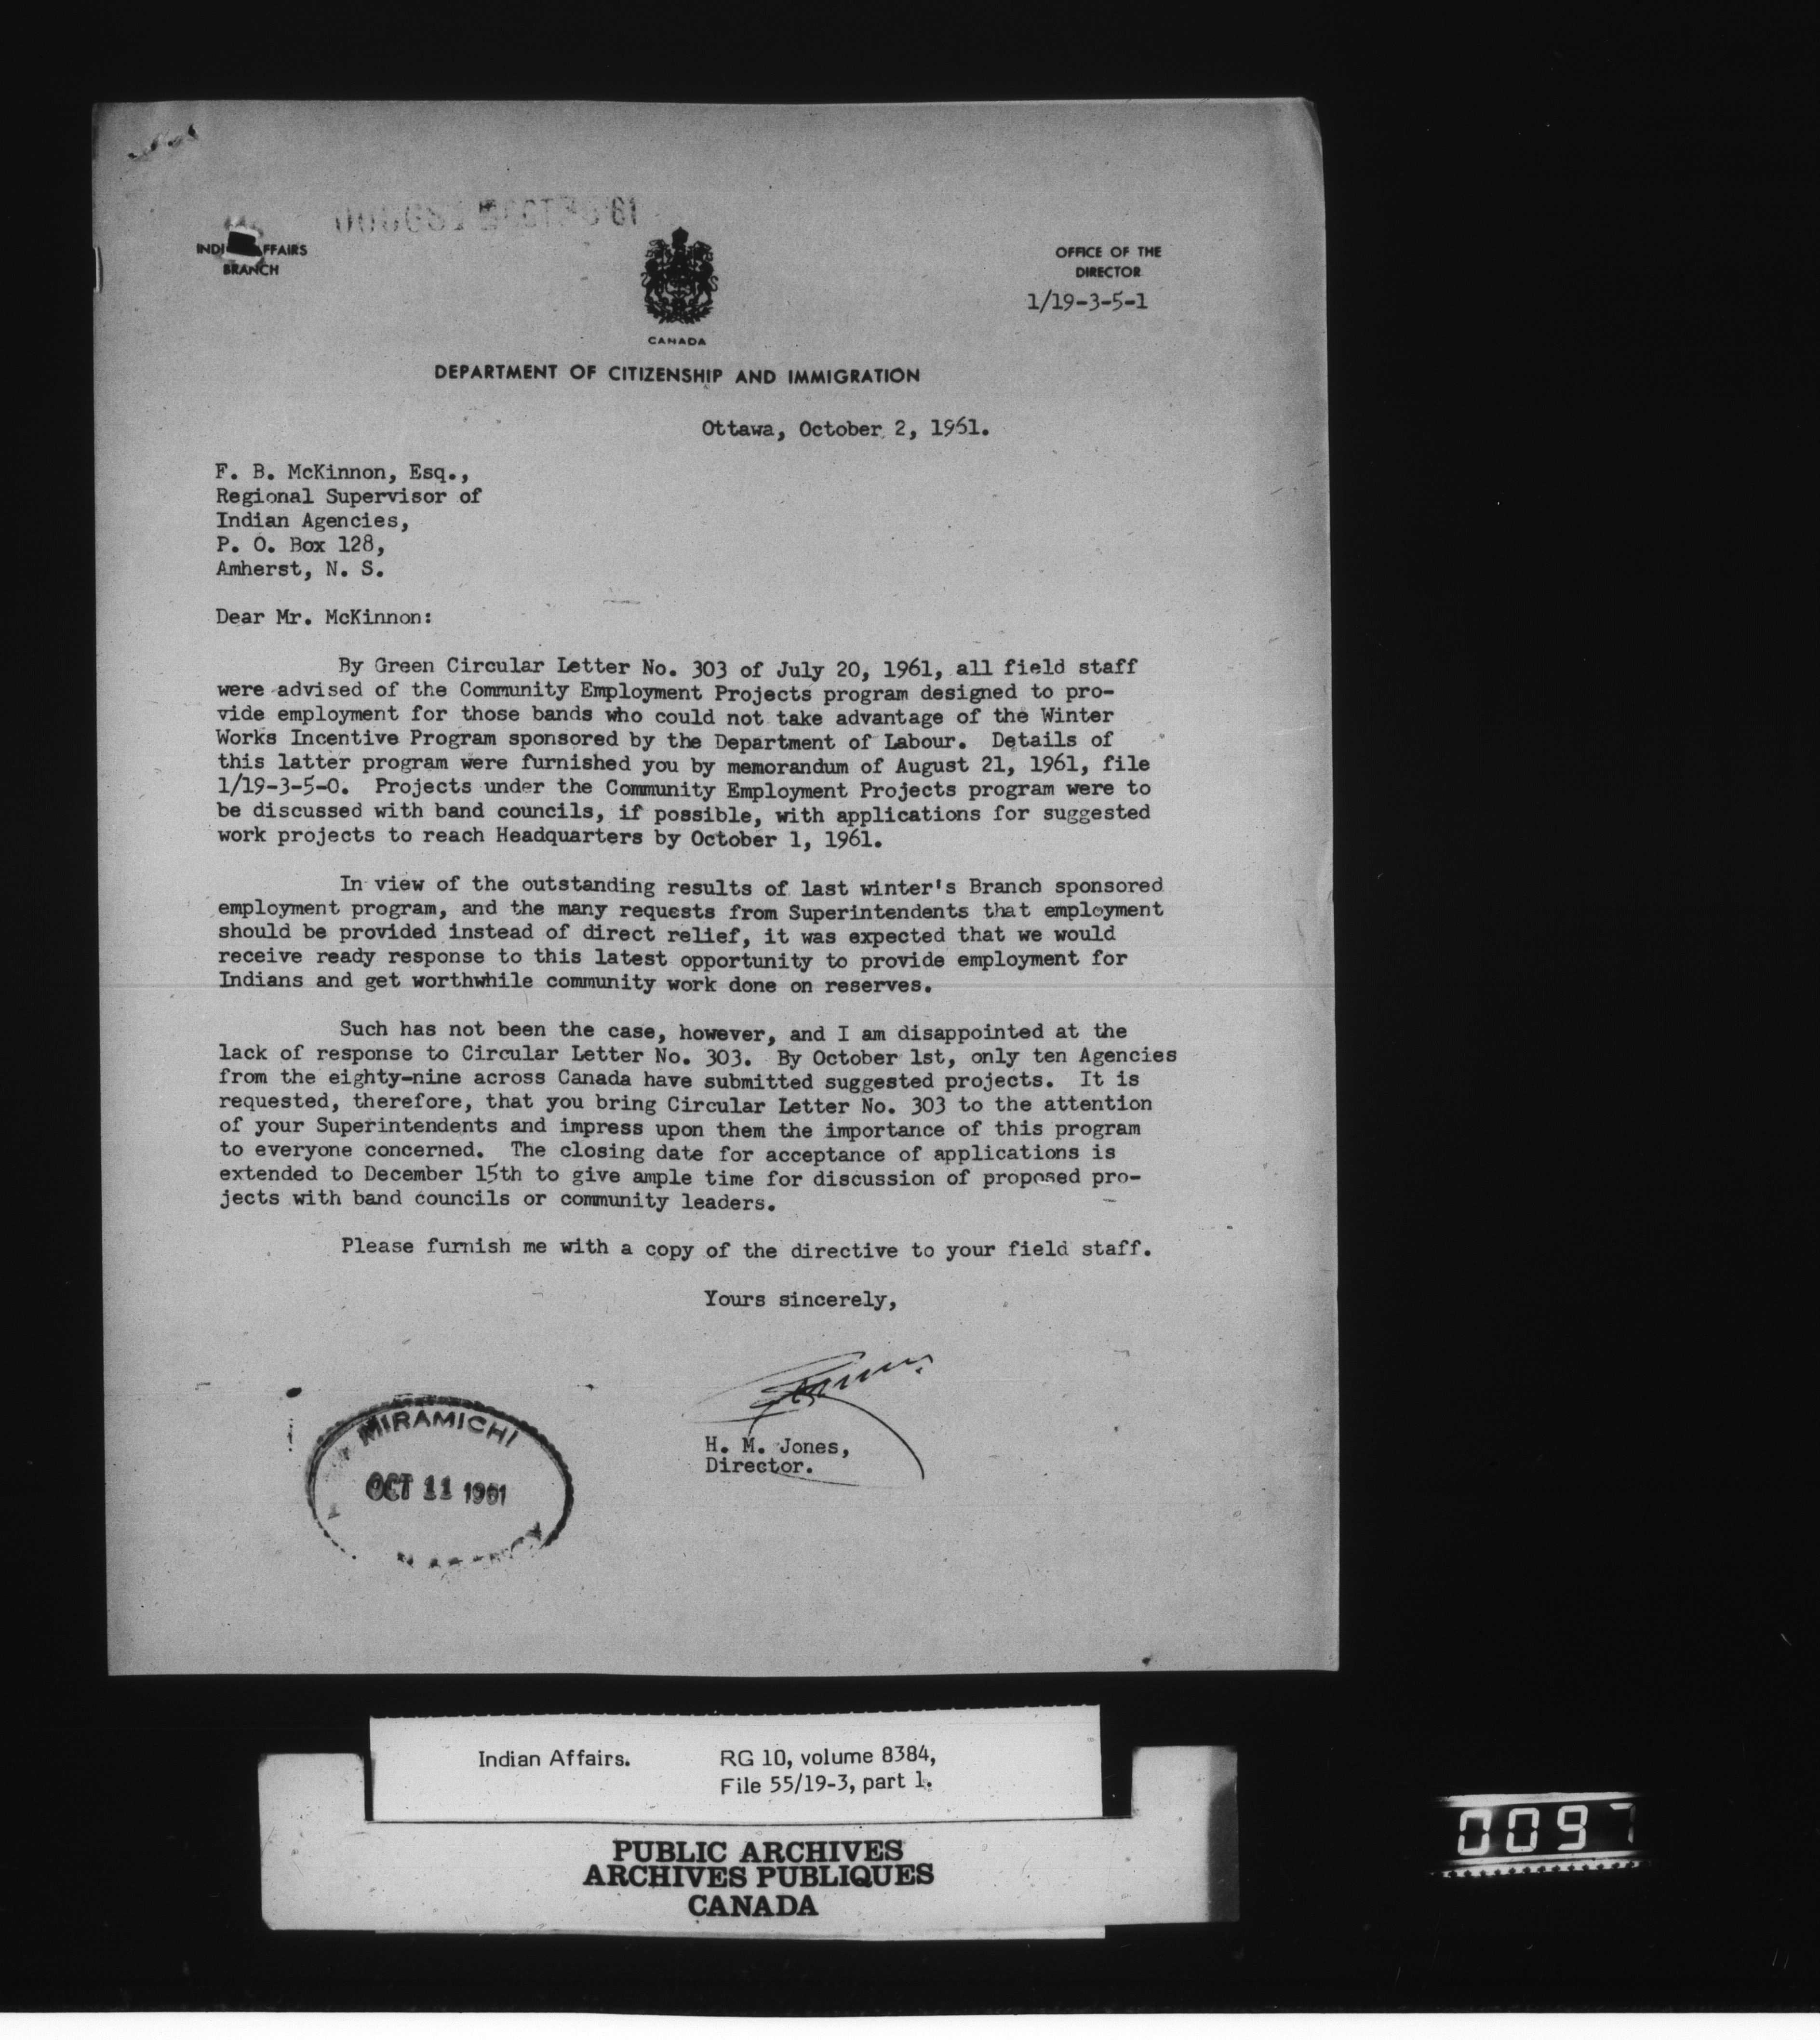 INDI AFFAIRS
BRANCH
OFFICE OF THE
DIRECTOR
1/19-3-5-1
CANADA
DEPARTMENT OF CITIZENSHIP AND IMMIGRATION
Ottawa, October 2, 1961.
F. B. McKinnon, Esq.,
Regional Supervisor of
Indian Agencies,
P. O. Box 128,
Amherst, N. S.
Dear Mr. McKinnon:
By Green Circular Letter No. 303 of July 20, 1961, all field staff
were advised of the Community Employment Projects program designed to pro-
vide employment for those bands who could not take advantage of the Winter
Works Incentive Program sponsored by the Department of Labour. Details of
this latter program were furnished you by memorandum of August 21, 1961, file
1/19-3-5-0. Projects under the Community Employment Projects program were to
be discussed with band councils, if possible, with applications for suggested
work projects to reach Headquarters by October 1, 1961.
In view of the outstanding results of last winter's Branch sponsored
employment program, and the many requests from Superintendents that employment
should be provided instead of direct relief, it was expected that we would
receive ready response to this latest opportunity to provide employment for
Indians and get worthwhile community work done on reserves.
Such has not been the case, however, and I am disappointed at the
lack of response to Circular Letter No. 303. By October 1st, only ten Agencies
from the eighty-nine across Canada have submitted suggested projects. It is
requested, therefore, that you bring Circular Letter No. 303 to the attention
of your Superintendents and impress upon them the importance of this program
to everyone concerned. The closing date for acceptance of applications is
extended to December 15th to give ample time for discussion of proposed pro-
jects with band councils or community leaders.
Please furnish me with a copy of the directive to your field staff.
Yours sincerely,
H. M. Jones,
Director.
MIRAMICHI
OCT 11 1961
Indian Affairs.
RG 10, volume 8384,
File 55/19-3, part 1.
PUBLIC ARCHIVES
ARCHIVES PUBLIQUES
CANADA
0097